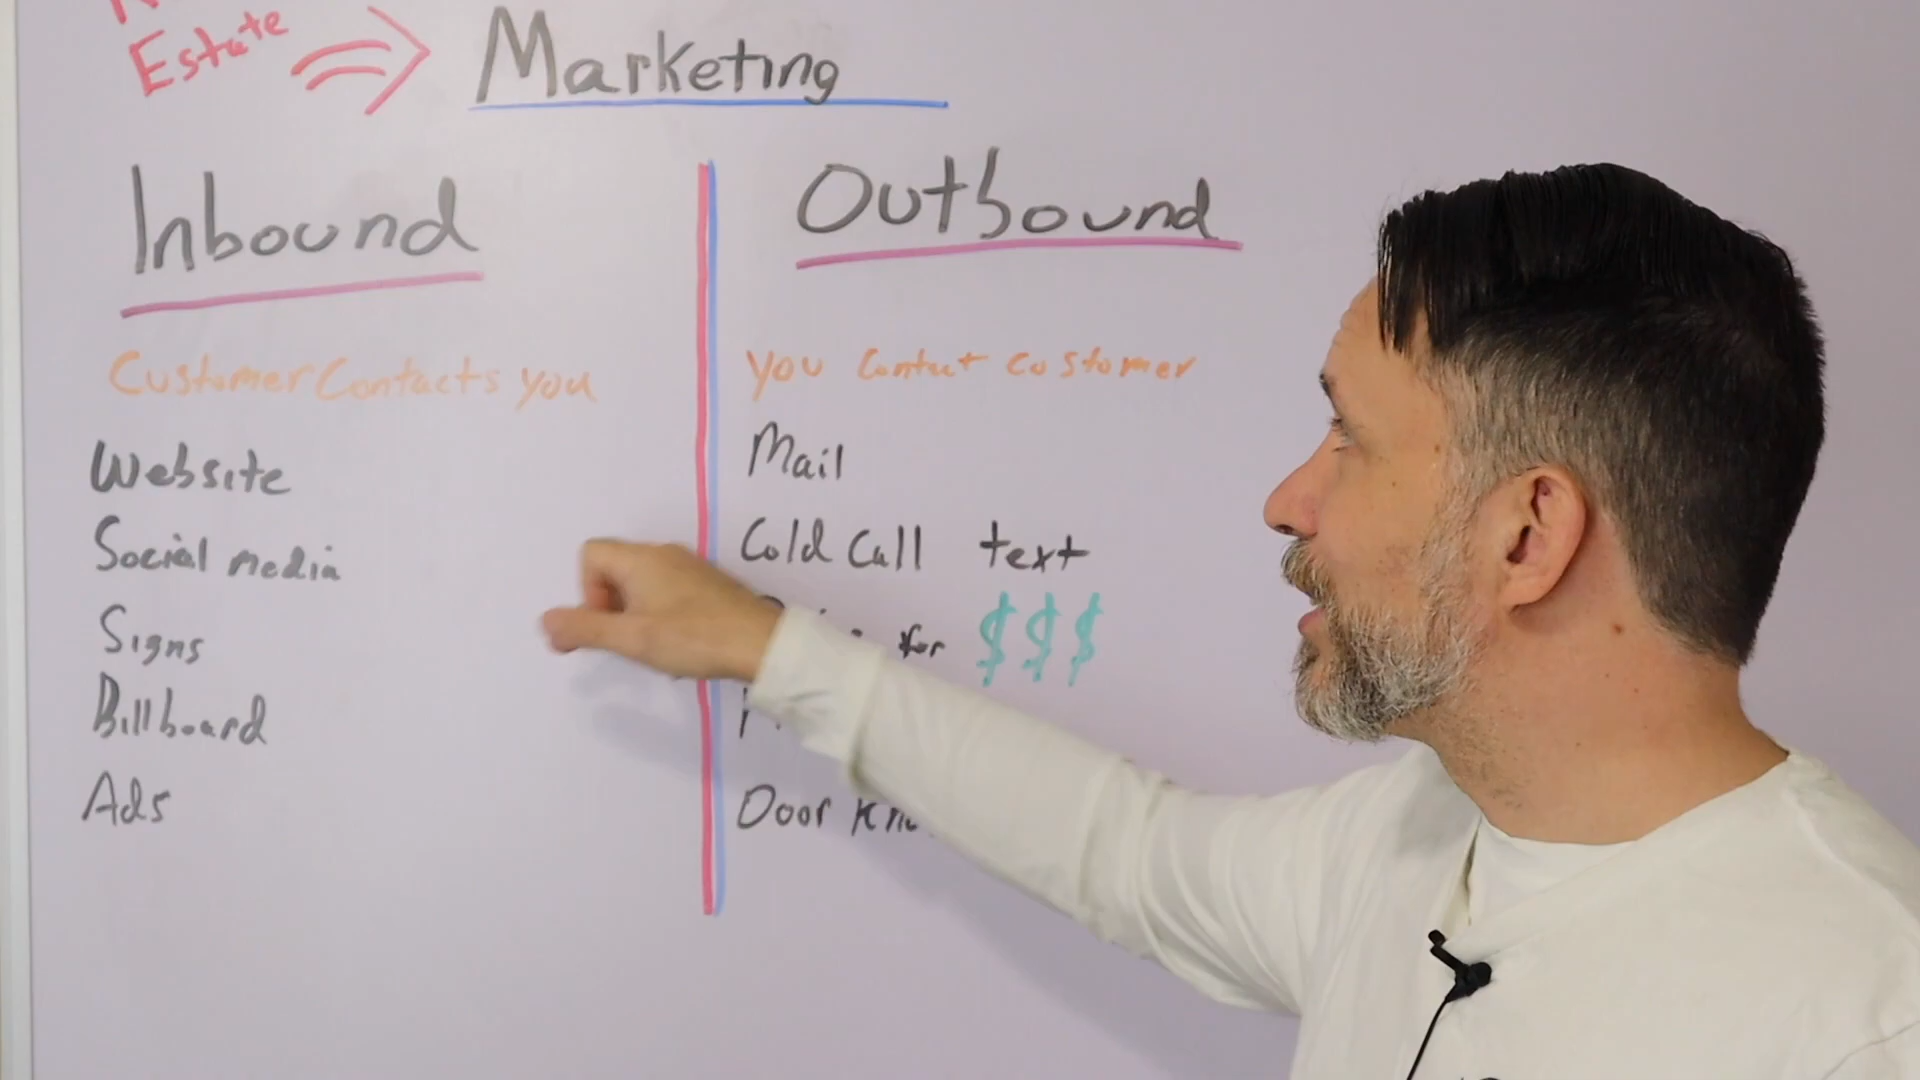 Estate ⇒ Marketing
Inbound
Customer Contacts you
Website
Social media
Signs
Billboard
Ads
Outbound
you Contact customer
Mail
Cold Call text
for $$$
Door